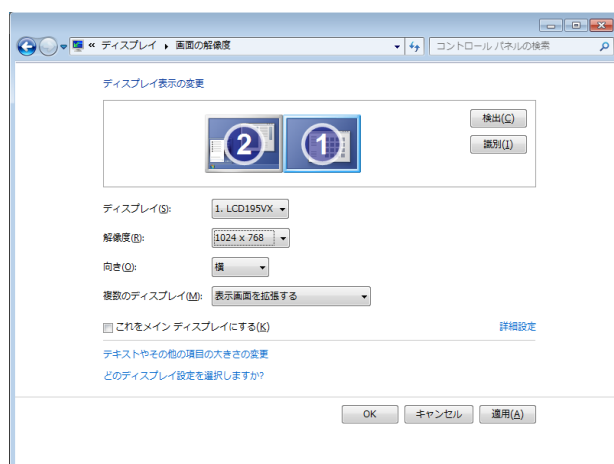 « ディスプレイ 画面の解像度
コントロール パネルの検索
ディスプレイ表示の変更
2 1
検出(C)
識別(I)
ディスプレイ(S): 1. LCD195VX
解像度(R): 1024 x 768
向き(O): 横
複数のディスプレイ(M): 表示画面を拡張する
これをメイン ディスプレイにする(K) 詳細設定
テキストやその他の項目の大きさの変更
どのディスプレイ設定を選択しますか?
OK キャンセル 適用(A)